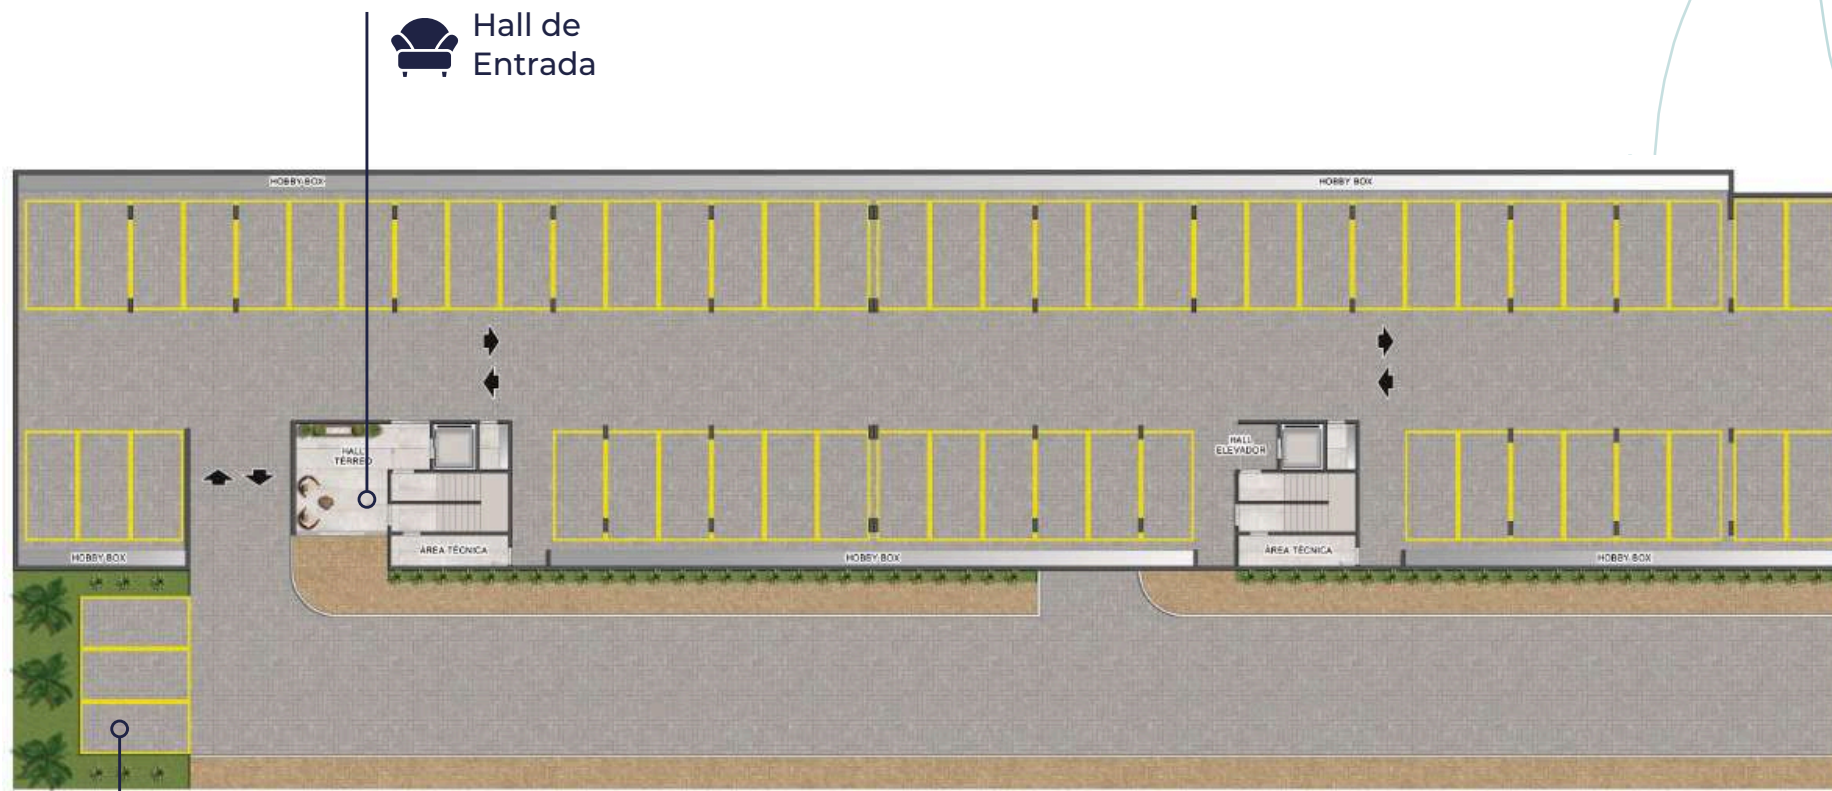 Hall de
Entrada
HOBBY-BOX
HOBBY BOX
HALL
TÉRREO
HALL
ELEVADOR
ÁREA TÉCNICA
ÁREA TÉCNICA
HOBBY-BOX
HOBBY-BOX
HOBBY-BOX